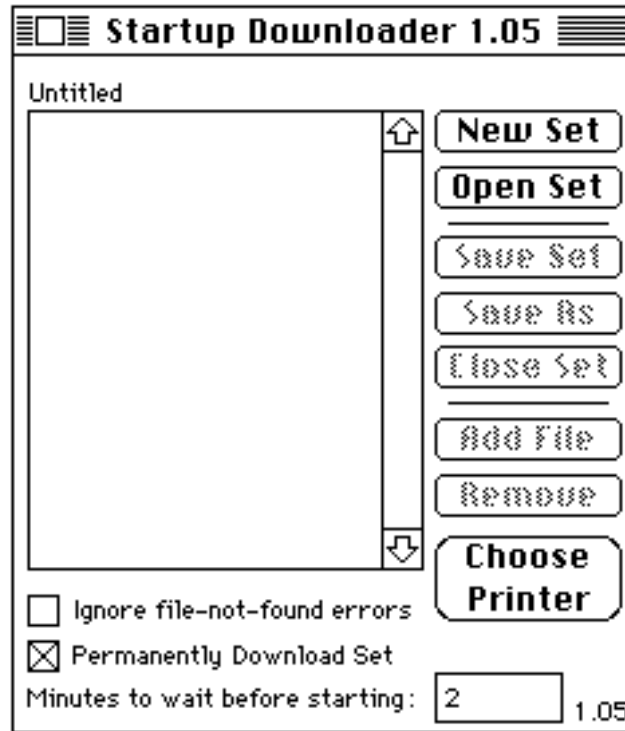 Startup Downloader 1.05
Untitled
New Set
Open Set
Save Set
Save As
Close Set
Add File
Remove
Choose
Printer
Ignore file-not-found errors
Permanently Download Set
Minutes to wait before starting: 2
1.05